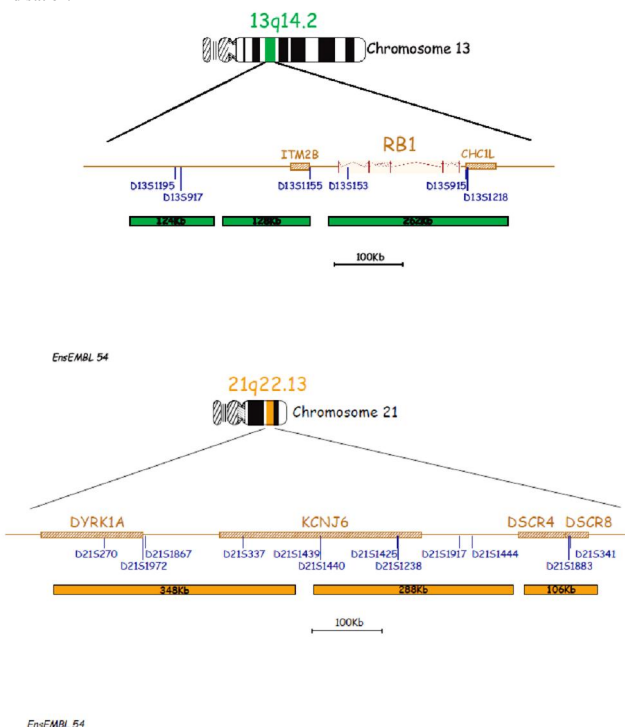 13q14.2
Chromosome 13
ITM2B RB1 CHC1L
D13S1195 D13S1155 D13S153 D13S915
D13S917 D13S1218
124Kb 128Kb 262Kb
100Kb
EnsEMBL 54
21q22.13
Chromosome 21
DYRK1A KCNJ6 DSCR4 DSCR8
D21S270 D21S1867 D21S337 D21S1439 D21S1425 D21S1917 D21S1444 D21S341
D21S1972 D21S1440 D21S1238 D21S1883
348Kb 288Kb 106Kb
100Kb
EnsEMBL 54